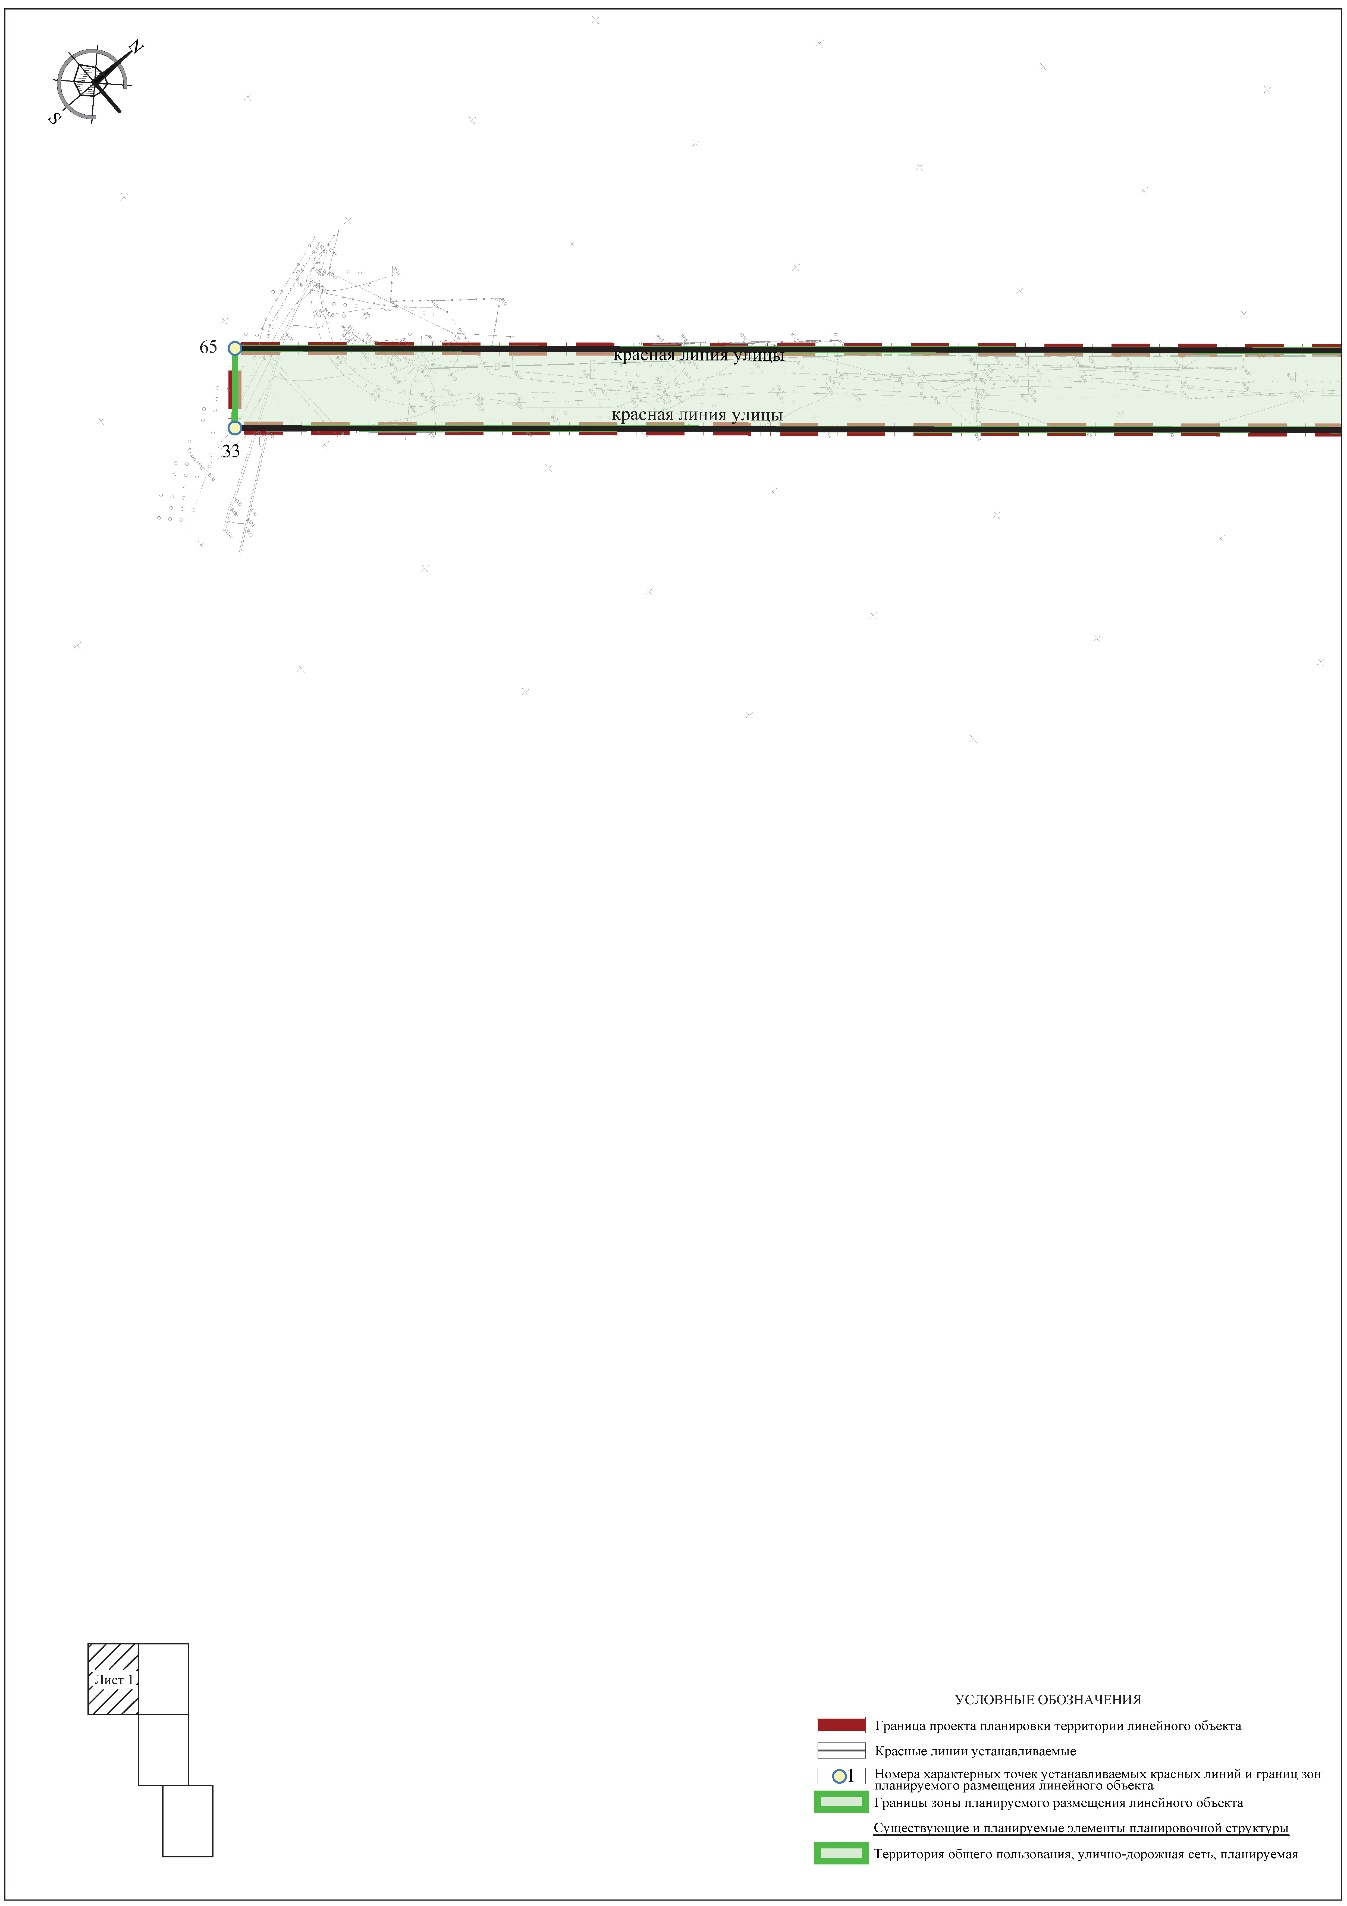 N
S
65
красная линия улицы
красная линия улицы
33
Лист 1
УСЛОВНЫЕ ОБОЗНАЧЕНИЯ
Граница проекта планировки территории линейного объекта
Красные линии устанавливаемые
1
Номера характерных точек устанавливаемых красных линий и границ зон
планируемого размещения линейного объекта
Границы зоны планируемого размещения линейного объекта
Существующие и планируемые элементы планировочной структуры
Территория общего пользования, улично-дорожная сеть, планируемая